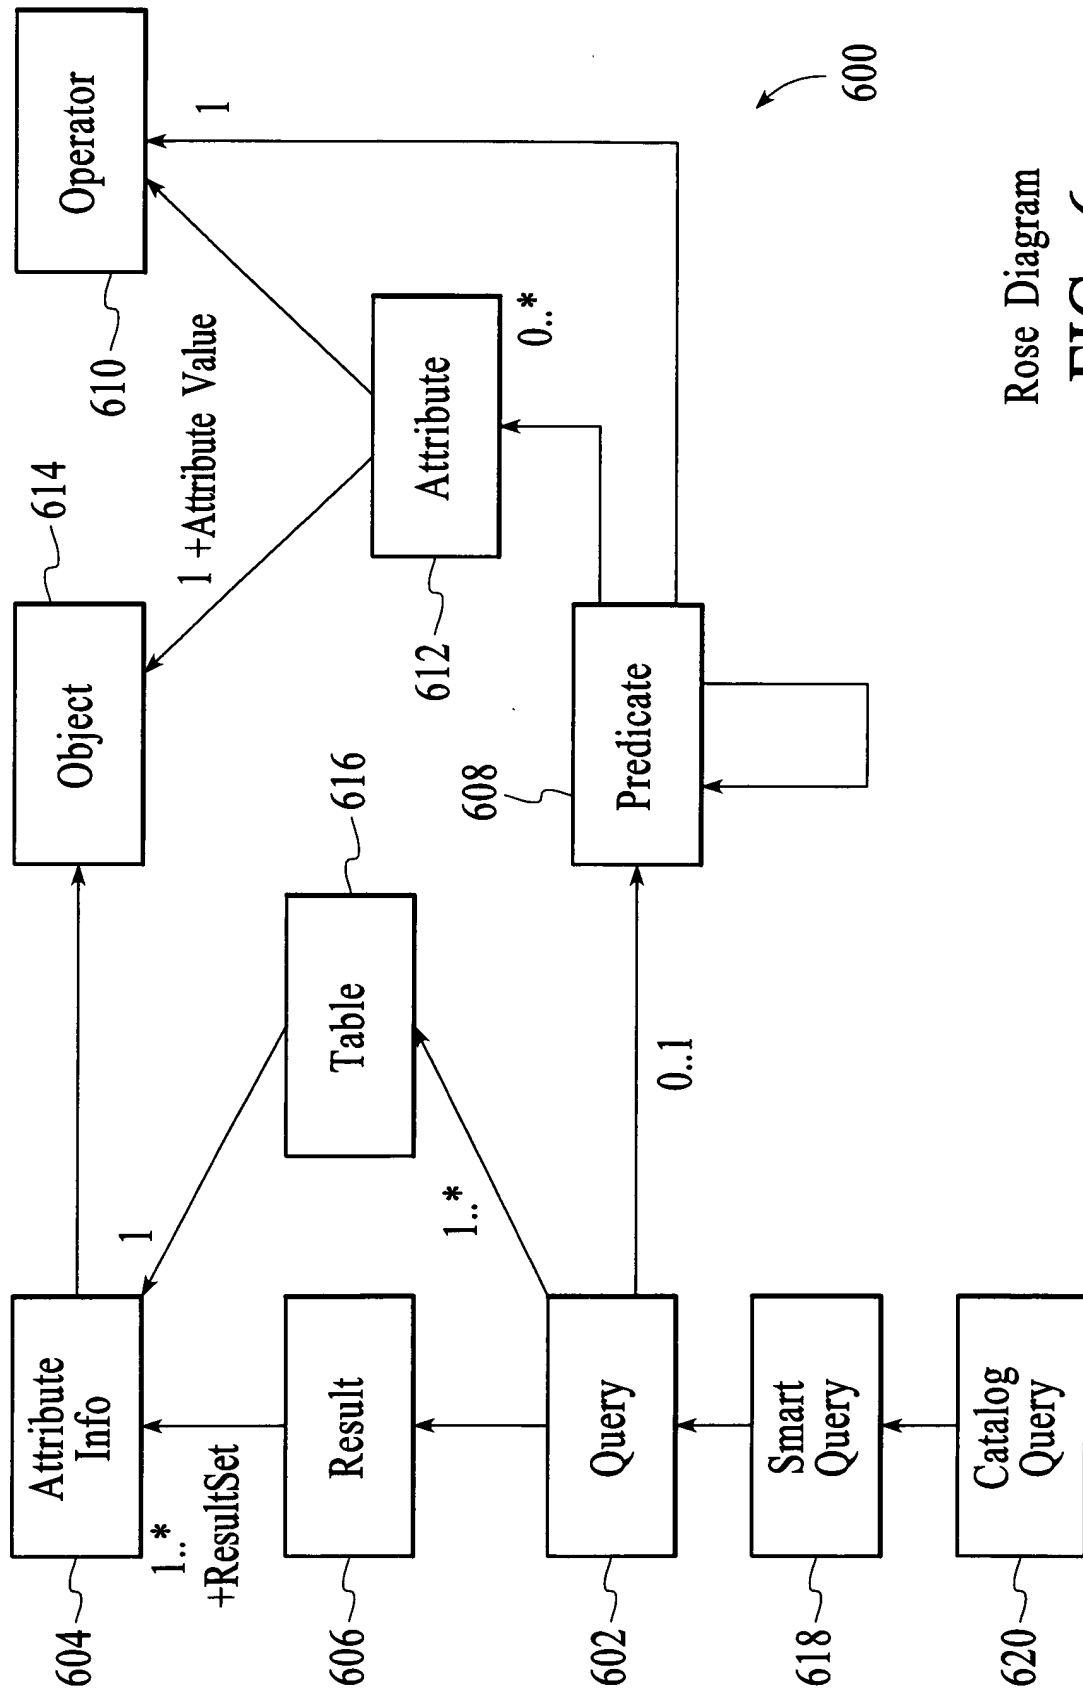 604
Attribute
Info
Object
614
610
Operator
1..*
+ResultSet
1
1 +Attribute Value
1
606
Result
Table
616
612
Attribute
0..*
1..*
602
Query
0..1
608
Predicate
618
Smart
Query
620
Catalog
Query
600
Rose Diagram
FIG